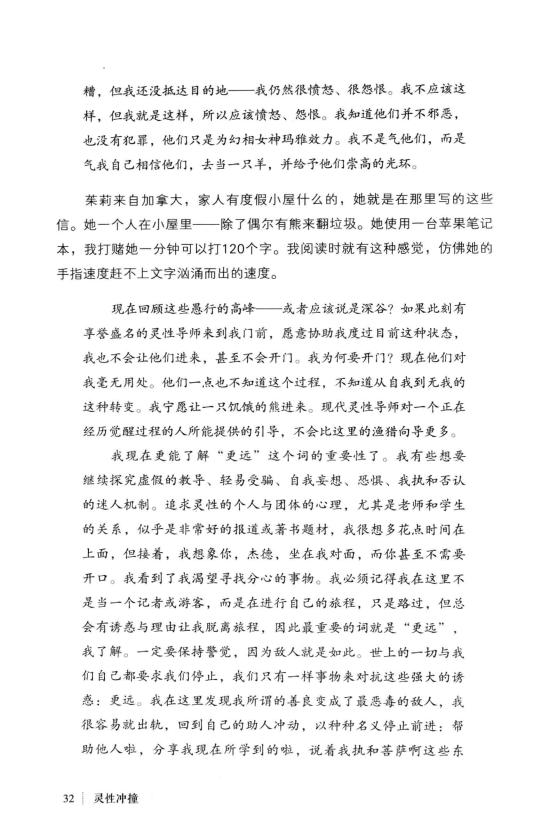 糟，但我还没抵达目的地——我仍然很愤怒、很怨恨。我不应该这
样，但我就是这样，所以应该愤怒、怨恨。我知道他们并不邪恶，
也没有犯罪，他们只是为幻相女神玛雅效力。我不是气他们，而是
气我自己相信他们，去当一只羊，并给予他们崇高的光环。
茱莉来自加拿大，家人有度假小屋什么的，她就是在那里写的这些
信。她一个人在小屋里——除了偶尔有熊来翻垃圾。她使用一台苹果笔记
本，我打赌她一分钟可以打120个字。我阅读时就有这种感觉，仿佛她的
手指速度赶不上文字汹涌而出的速度。
现在回顾这些愚行的高峰——或者应该说是深谷？如果此刻有
享誉盛名的灵性导师来到我门前，愿意协助我度过目前这种状态，
我也不会让他们进来，甚至不会开门。我为何要开门？现在他们对
我毫无用处。他们一点也不知道这个过程，不知道从自我到无我的
这种转变。我宁愿让一只饥饿的熊进来。现代灵性导师对一个正在
经历觉醒过程的人所能提供的引导，不会比这里的渔猎向导更多。
我现在更能了解“更远”这个词的重要性了。我有些想要
继续探究虚假的教导、轻易受骗、自我妄想、恐惧、我执和否认
的迷人机制。追求灵性的个人与团体的心理，尤其是老师和学生
的关系，似乎是非常好的报道或著书题材，我很想多花点时间在
上面，但接着，我想象你，杰德，坐在我对面，而你甚至不需要
开口。我看到了我渴望寻找分心的事物。我必须记得我在这里不
是当一个记者或游客，而是在进行自己的旅程，只是路过，但总
会有诱惑与理由让我脱离旅程，因此最重要的词就是“更远”，
我了解。一定要保持警觉，因为敌人就是如此。世上的一切与我
们自己都要求我们停止，我们只有一样事物来对抗这些强大的诱
惑：更远。我在这里发现我所谓的善良变成了最恶毒的敌人，我
很容易就出轨，回到自己的助人冲动，以种种名义停止前进：帮
助他人啦，分享我现在所学到的啦，说着我执和菩萨啊这些东
32 | 灵性冲撞